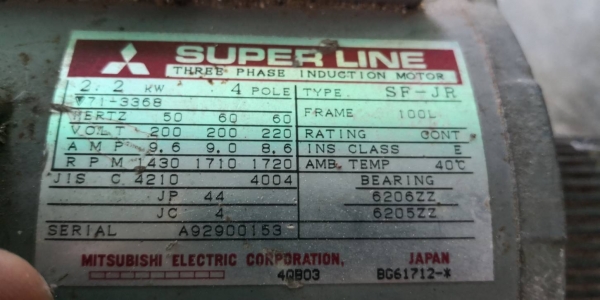 SUPER LINE
THREE PHASE INDUCTION MOTOR
2.2 KW 4 POLE TYPE SF-JR
▽71-3368 FRAME 100L
HERTZ 50 60 60
VOLT 200 200 220 RATING CONT
AMP 9.6 9.0 8.6 INS CLASS E
RPM 1430 1710 1720 AMB TEMP 40℃
JIS C 4210 4004 BEARING
JP 44 6206ZZ
JC 4 6205ZZ
SERIAL A92900153
MITSUBISHI ELECTRIC CORPORATION, JAPAN
4QB03 BG61712-*